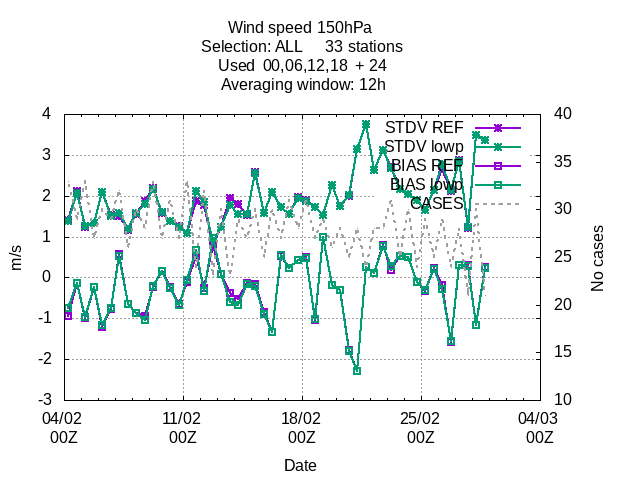 Wind speed 150hPa
Selection: ALL 33 stations
Used 00,06,12,18 + 24
Averaging window: 12h
4 40
STDV REF
STDV lowp
3 35
BIAS REF
BIAS lowp
2 30
CASES
1 25
0
-1 20
-2 15
-3 10
m/s
No cases
04/02 11/02 18/02 25/02 04/03
00Z 00Z 00Z 00Z 00Z
Date